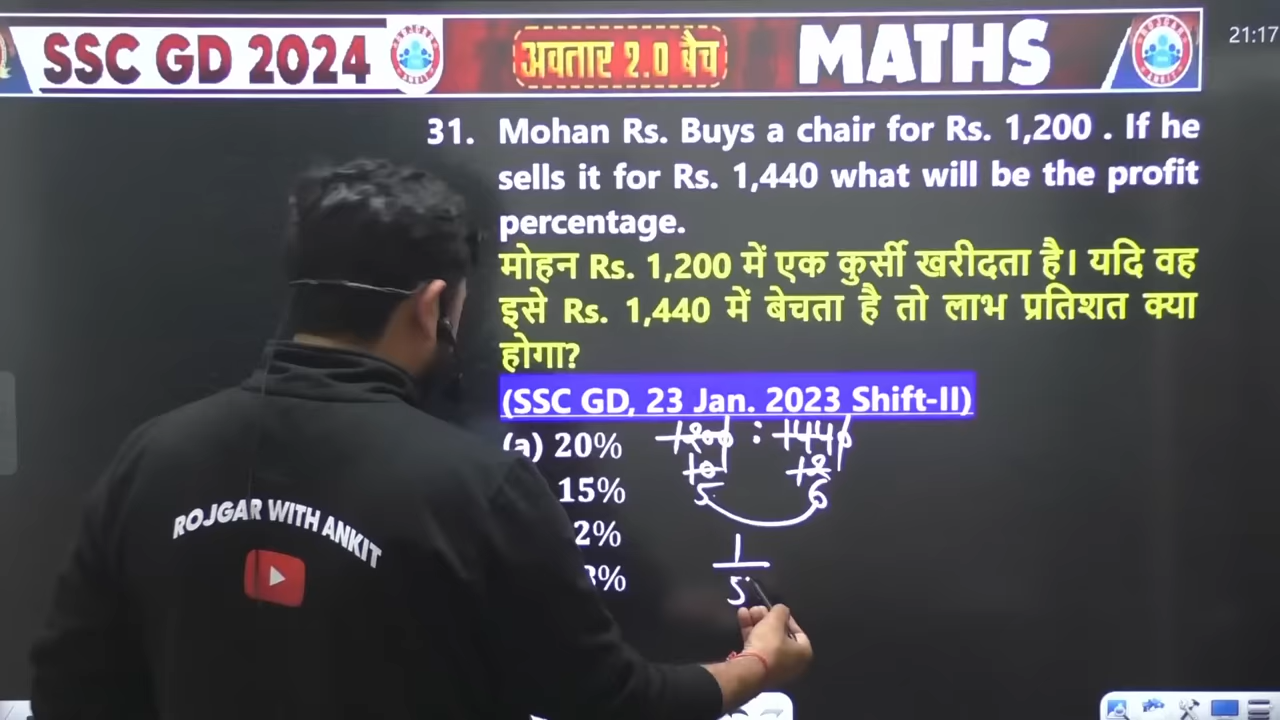 SSC GD 2024
अवतार 2.0 बैच
MATHS
21:17
31. Mohan Rs. Buys a chair for Rs. 1,200 . If he
sells it for Rs. 1,440 what will be the profit
percentage.
मोहन Rs. 1,200 में एक कुर्सी खरीदता है। यदि वह
इसे Rs. 1,440 में बेचता है तो लाभ प्रतिशत क्या
होगा?
(SSC GD, 23 Jan. 2023 Shift-II)
(a) 20%
1200 : 1440
10 12
15%
5 6
2%
1
3%
5
ROJGAR WITH ANKIT